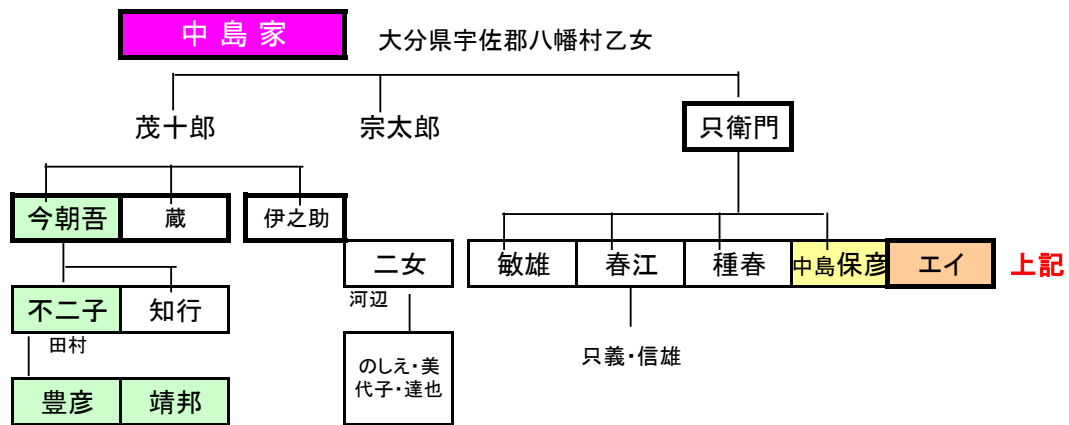 中島家
大分県宇佐郡八幡村乙女
茂十郎
宗太郎
只衛門
今朝吾
蔵
伊之助
二女
敏雄
春江
種春
中島保彦
エイ
上記
河辺
不二子
知行
田村
のしえ・美
代子・達也
只義・信雄
豊彦
靖邦